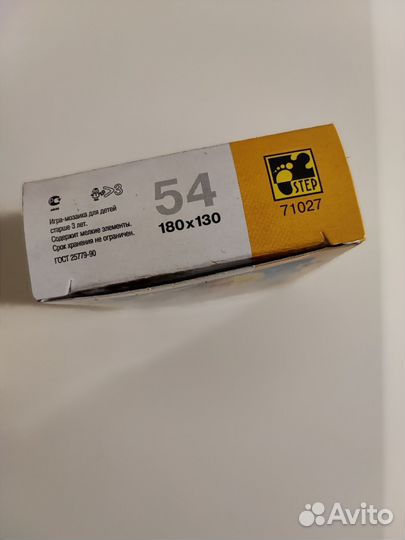 >3
54
180x130
Игра-мозаика для детей
старше 3 лет.
Содержит мелкие элементы.
Срок хранения не ограничен.
ГОСТ 25779-90
STEP
71027
Avito